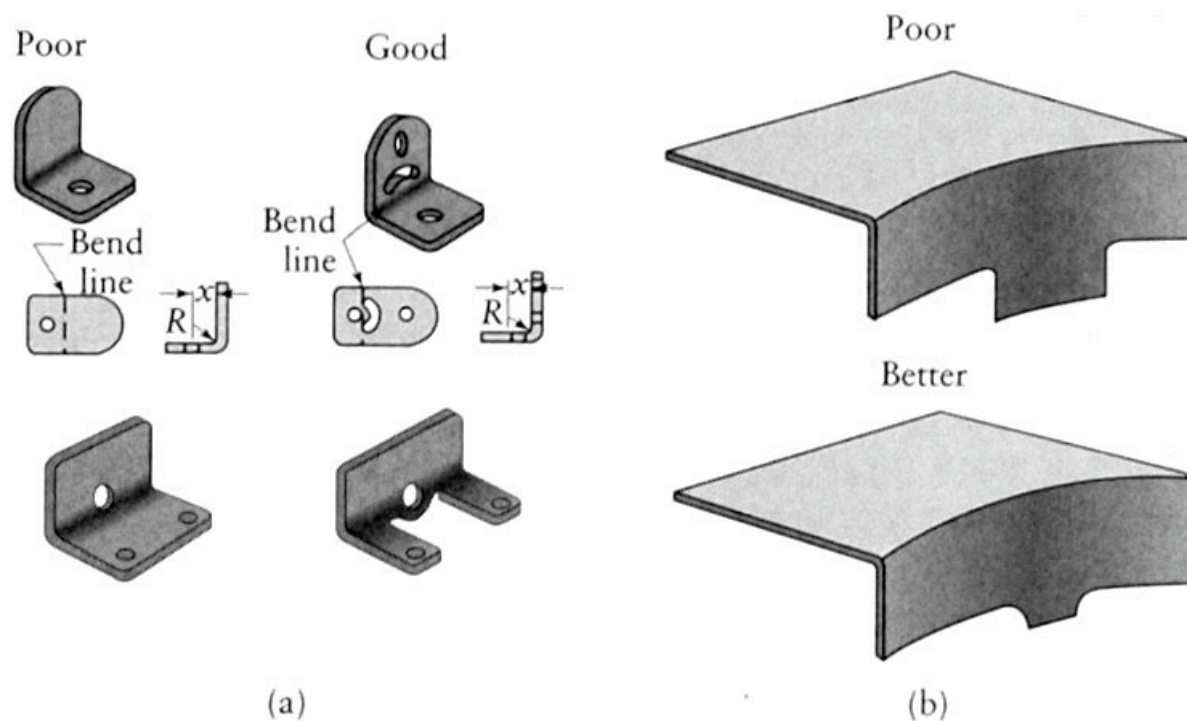 Poor
Good
Bend
line
x
R
Bend
line
x
R
(a)
Poor
Better
(b)